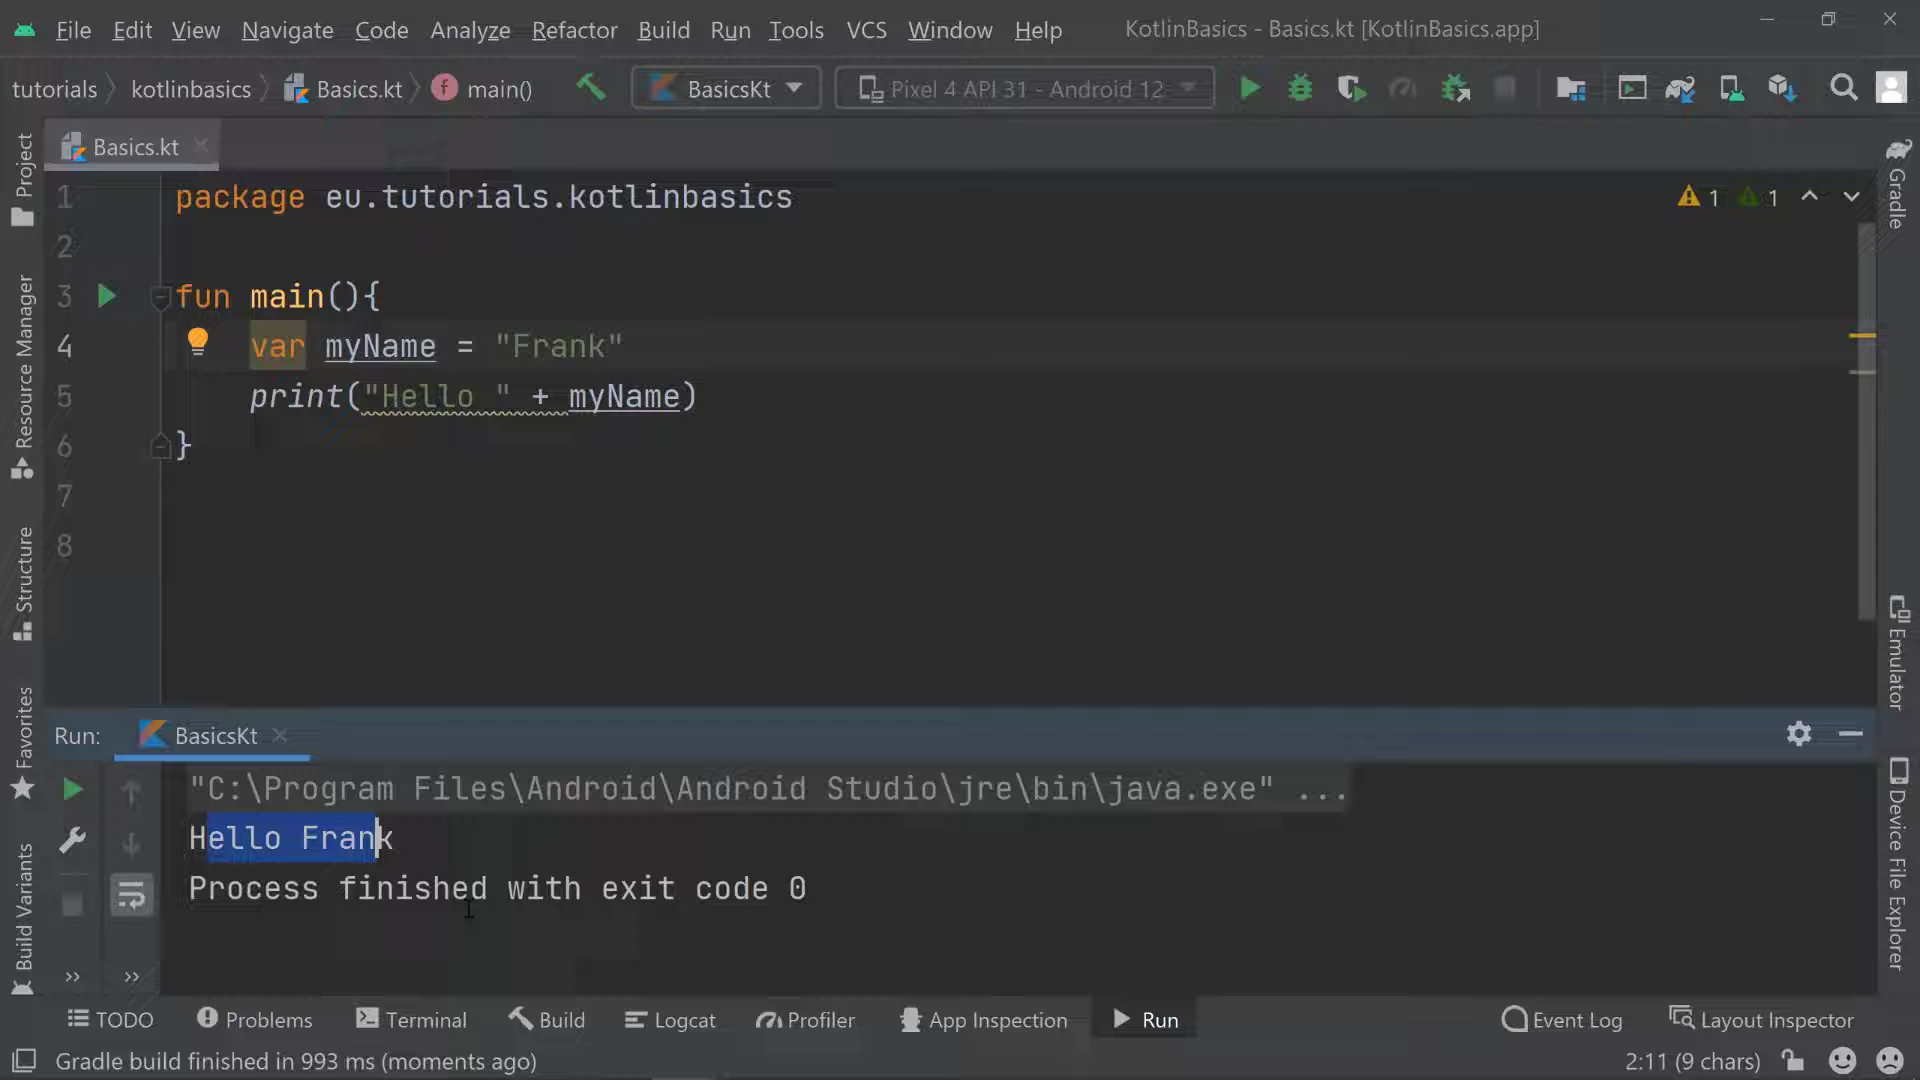 File Edit View Navigate Code Analyze Refactor Build Run Tools VCS Window Help KotlinBasics - Basics.kt [KotlinBasics.app]
tutorials kotlinbasics Basics.kt f main() BasicsKt Pixel 4 API 31 - Android 12
Basics.kt
1 package eu.tutorials.kotlinbasics
1 1
2
3 fun main(){
4 var myName = "Frank"
5 print("Hello " + myName)
6 }
7
8
Project
Resource Manager
Structure
Favorites
Build Variants
Gradle
Emulator
Device File Explorer
Run: BasicsKt
"C:\Program Files\Android\Android Studio\jre\bin\java.exe" ...
Hello Frank
Process finished with exit code 0
TODO Problems Terminal Build Logcat Profiler App Inspection Run Event Log Layout Inspector
Gradle build finished in 993 ms (moments ago) 2:11 (9 chars)